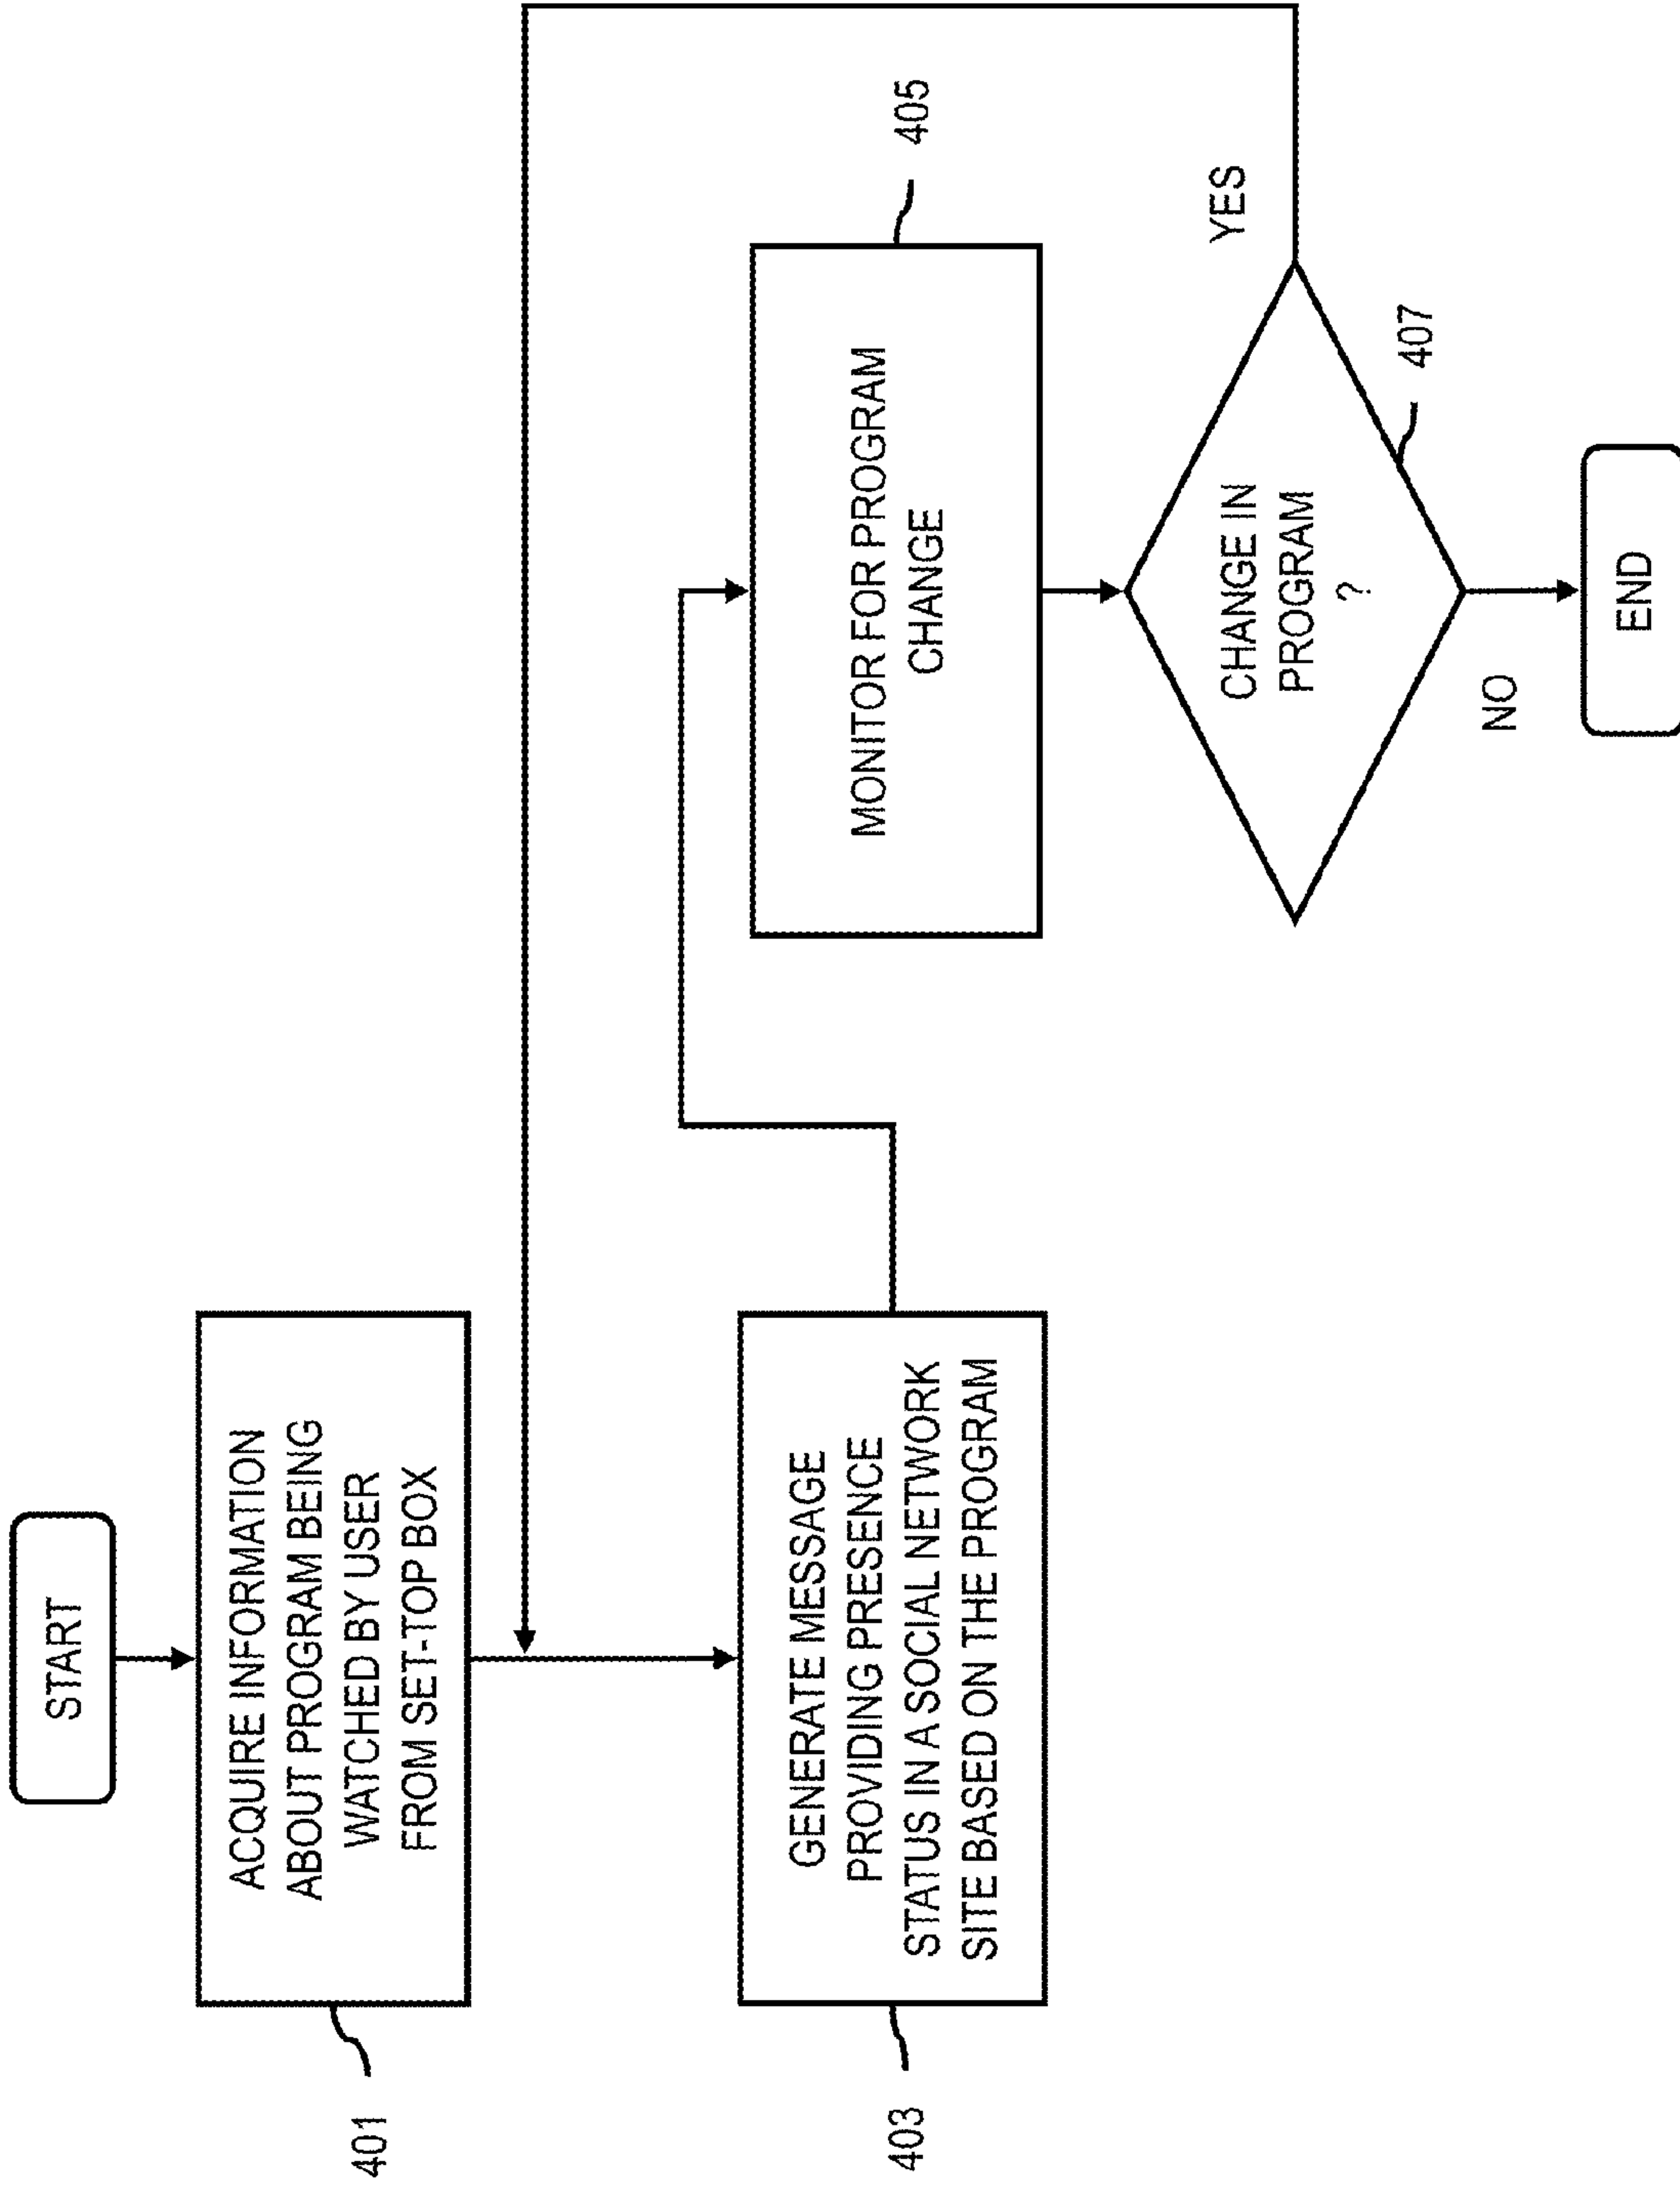 START
ACQUIRE INFORMATION
ABOUT PROGRAM BEING
WATCHED BY USER
FROM SET-TOP BOX
401
GENERATE MESSAGE
PROVIDING PRESENCE
STATUS IN A SOCIAL NETWORK
SITE BASED ON THE PROGRAM
403
MONITOR FOR PROGRAM
CHANGE
405
CHANGE IN
PROGRAM
?
407
YES
NO
END